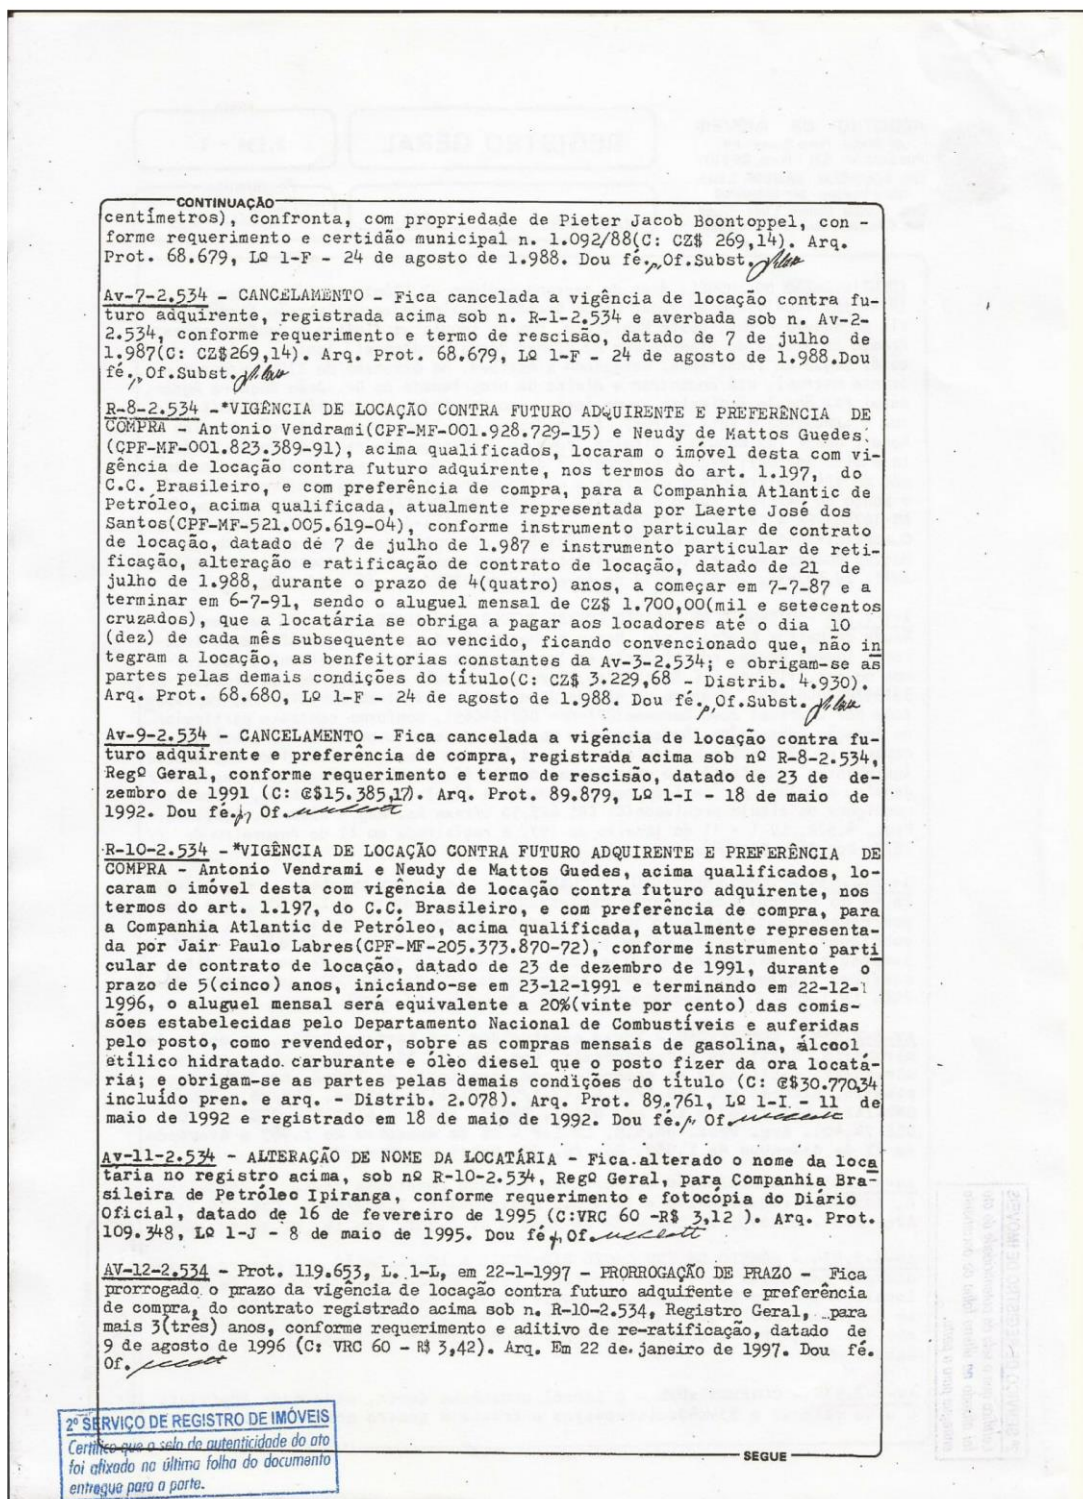 CONTINUAÇÃO
centímetros), confronta, com propriedade de Pieter Jacob Boontoppel, con -
forme requerimento e certidão municipal n. 1.092/88(C: CZ$ 269,14). Arq.
Prot. 68.679, Lº 1-F - 24 de agosto de 1.988. Dou fé., Of.Subst.
Av-7-2.534 - CANCELAMENTO - Fica cancelada a vigência de locação contra fu-
turo adquirente, registrada acima sob n. R-1-2.534 e averbada sob n. Av-2-
2.534, conforme requerimento e termo de rescisão, datado de 7 de julho de
1.987(C: CZ$269,14). Arq. Prot. 68.679, Lº 1-F - 24 de agosto de 1.988.Dou
fé., Of.Subst.
R-8-2.534 -*VIGÊNCIA DE LOCAÇÃO CONTRA FUTURO ADQUIRENTE E PREFERÊNCIA DE
COMPRA - Antonio Vendrami(CPF-MF-001.928.729-15) e Neudy de Mattos Guedes
(CPF-MF-001.823.389-91), acima qualificados, locaram o imóvel desta com vi-
gência de locação contra futuro adquirente, nos termos do art. 1.197, do
C.C. Brasileiro, e com preferência de compra, para a Companhia Atlantic de
Petróleo, acima qualificada, atualmente representada por Laerte José dos
Santos(CPF-MF-521.005.619-04), conforme instrumento particular de contrato
de locação, datado de 7 de julho de 1.987 e instrumento particular de reti-
ficação, alteração e ratificação de contrato de locação, datado de 21 de
julho de 1.988, durante o prazo de 4(quatro) anos, a começar em 7-7-87 e a
terminar em 6-7-91, sendo o aluguel mensal de CZ$ 1.700,00(mil e setecentos
cruzados), que a locatária se obriga a pagar aos locadores até o dia 10
(dez) de cada mês subsequente ao vencido, ficando convencionado que, não in
tegram a locação, as benfeitorias constantes da Av-3-2.534; e obrigam-se as
partes pelas demais condições do título(C: CZ$ 3.229,68 - Distrib. 4.930).
Arq. Prot. 68.680, Lº 1-F - 24 de agosto de 1.988. Dou fé., Of.Subst.
Av-9-2.534 - CANCELAMENTO - Fica cancelada a vigência de locação contra fu-
turo adquirente e preferência de compra, registrada acima sob nº R-8-2.534,
Regº Geral, conforme requerimento e termo de rescisão, datado de 23 de de-
zembro de 1991 (C: C$15.385,17). Arq. Prot. 89.879, Lº 1-I - 18 de maio de
1992. Dou fé., Of.
R-10-2.534 -*VIGÊNCIA DE LOCAÇÃO CONTRA FUTURO ADQUIRENTE E PREFERÊNCIA DE
COMPRA - Antonio Vendrami e Neudy de Mattos Guedes, acima qualificados, lo-
caram o imóvel desta com vigência de locação contra futuro adquirente, nos
termos do art. 1.197, do C.C. Brasileiro, e com preferência de compra, para
a Companhia Atlantic de Petróleo, acima qualificada, atualmente representa-
da por Jair Paulo Labres(CPF-MF-205.373.870-72), conforme instrumento parti
cular de contrato de locação, datado de 23 de dezembro de 1991, durante o
prazo de 5(cinco) anos, iniciando-se em 23-12-1991 e terminando em 22-12-
1996, o aluguel mensal será equivalente a 20%(vinte por cento) das comis-
sões estabelecidas pelo Departamento Nacional de Combustíveis e auferidas
pelo posto, como revendedor, sobre as compras mensais de gasolina, álcool
etílico hidratado carburante e óleo diesel que o posto fizer da ora locatá-
ria; e obrigam-se as partes pelas demais condições do título (C: C$30.770,34
incluído pren. e arq. - Distrib. 2.078). Arq. Prot. 89.761, Lº 1-I - 11 de
maio de 1992 e registrado em 18 de maio de 1992. Dou fé., Of.
Av-11-2.534 - ALTERAÇÃO DE NOME DA LOCATÁRIA - Fica alterado o nome da loca
tária no registro acima, sob nº R-10-2.534, Regº Geral, para Companhia Bra-
sileira de Petróleo Ipiranga, conforme requerimento e fotocópia do Diário
Oficial, datado de 16 de fevereiro de 1995 (C:VRC 60 -R$ 3,12 ). Arq. Prot.
109.348, Lº 1-J - 8 de maio de 1995. Dou fé, Of.
AV-12-2.534 - Prot. 119.653, L. 1-L, em 22-1-1997 - PRORROGAÇÃO DE PRAZO - Fica
prorrogado o prazo da vigência de locação contra futuro adquirente e preferência
de compra, do contrato registrado acima sob n. R-10-2.534, Registro Geral, para
mais 3(três) anos, conforme requerimento e aditivo de re-ratificação, datado de
9 de agosto de 1996 (C: VRC 60 - R$ 3,42). Arq. Em 22 de janeiro de 1997. Dou fé.
Of.
2º SERVIÇO DE REGISTRO DE IMÓVEIS
Certifico que o selo de autenticidade do ato
foi afixado na última folha do documento
entregue para a parte.
SEGUE